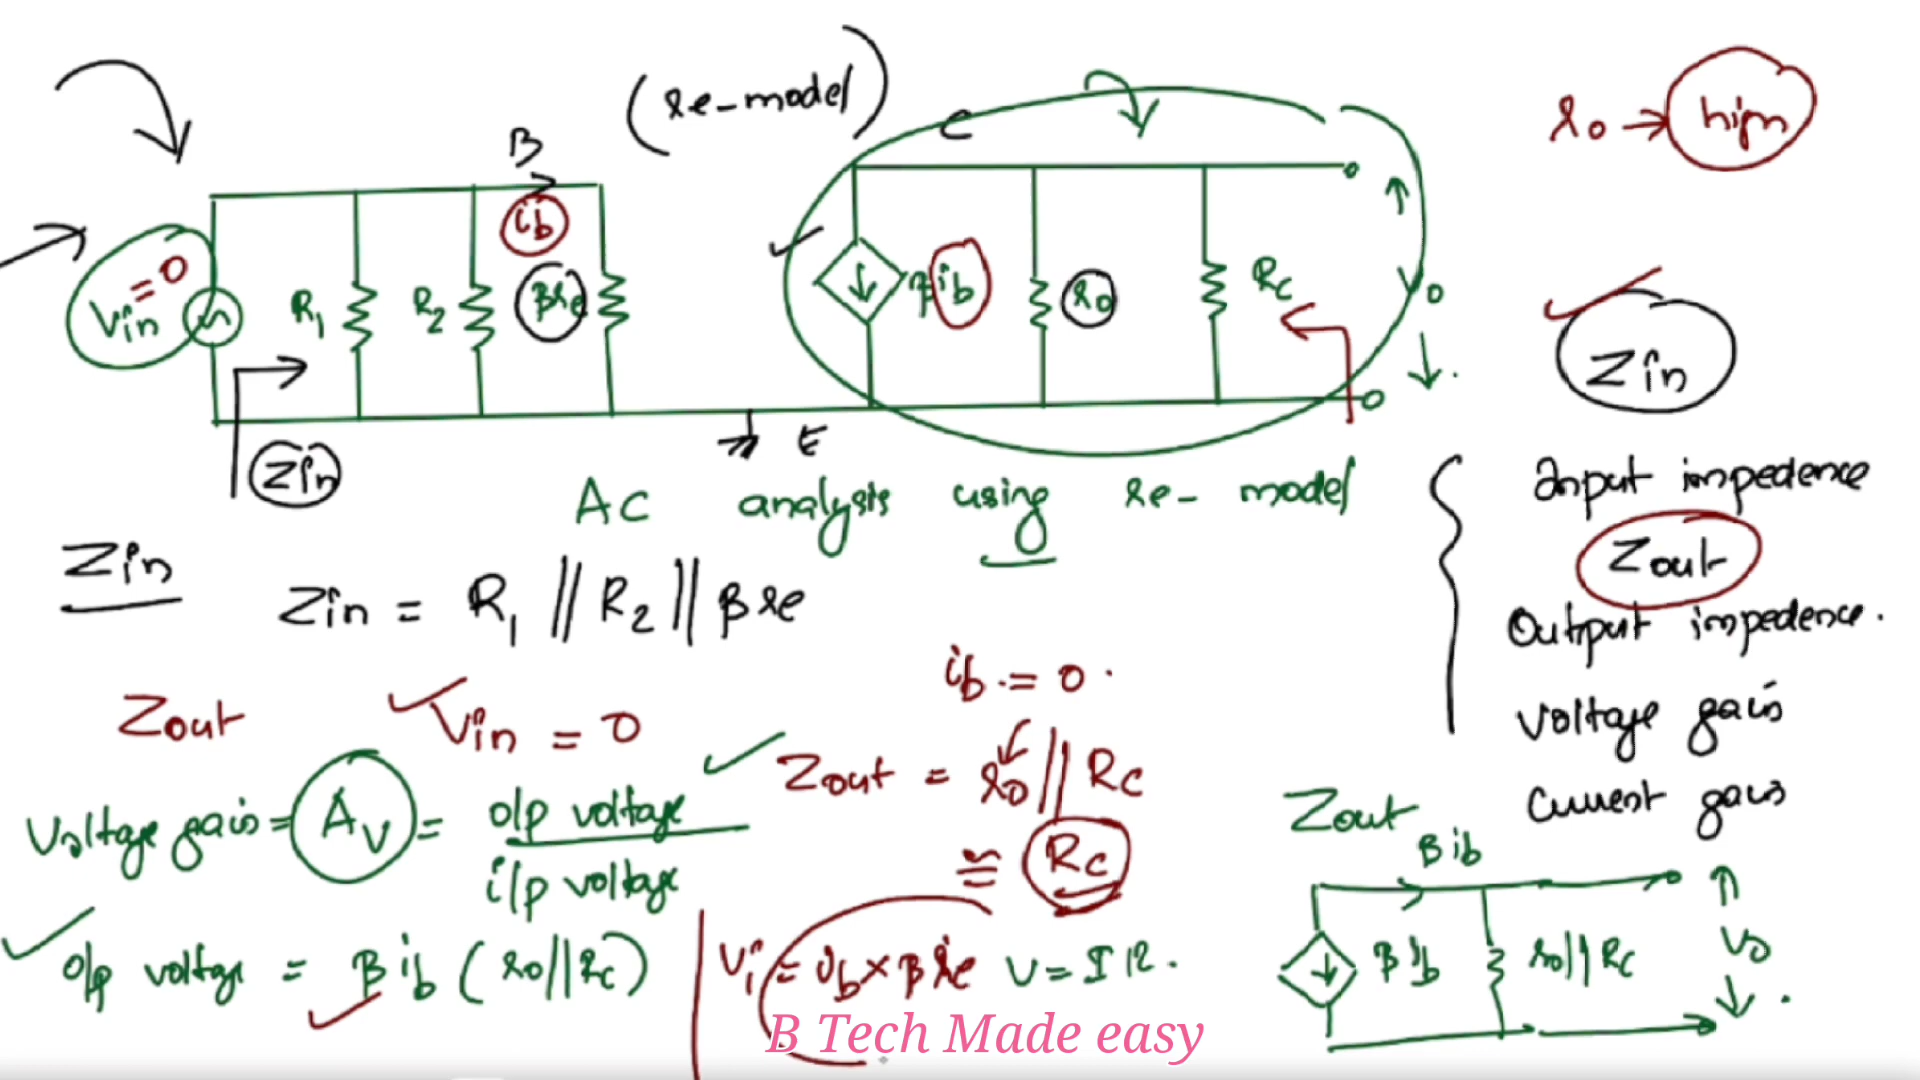 (re-model)
ro → high
B
C
ib
Vin = 0
R1
R2
βre
βib
ro
Rc
Vo
Zin
E
Zin
AC analysis using re-model
Input impedence
Zout
Output impedence.
Voltage gain
Current gain
Zin
Zin = R1 || R2 || βre
Zout
Vin = 0
ib = 0
Zout = ro || Rc
≅ Rc
Voltage gain = AV = o/p voltage
i/p voltage
o/p voltage = βib (ro||Rc)
Vi = ib × βre
V = IR.
Zout
Bib
βib
ro||Rc
Vo
B Tech Made easy